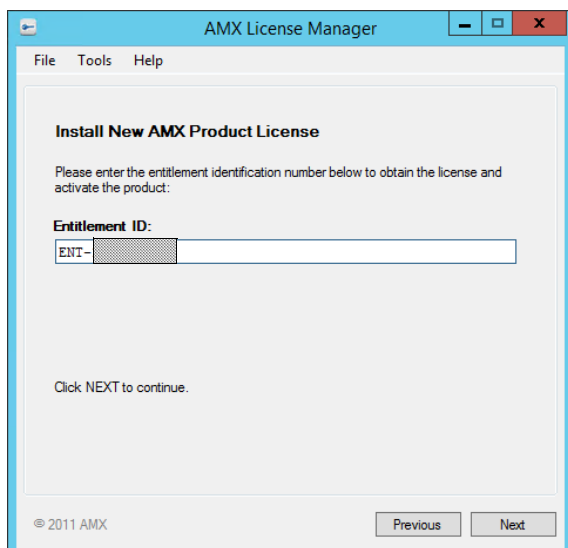 AMX License Manager
File Tools Help
Install New AMX Product License
Please enter the entitlement identification number below to obtain the license and
activate the product:
Entitlement ID:
ENT-
Click NEXT to continue.
© 2011 AMX
Previous Next